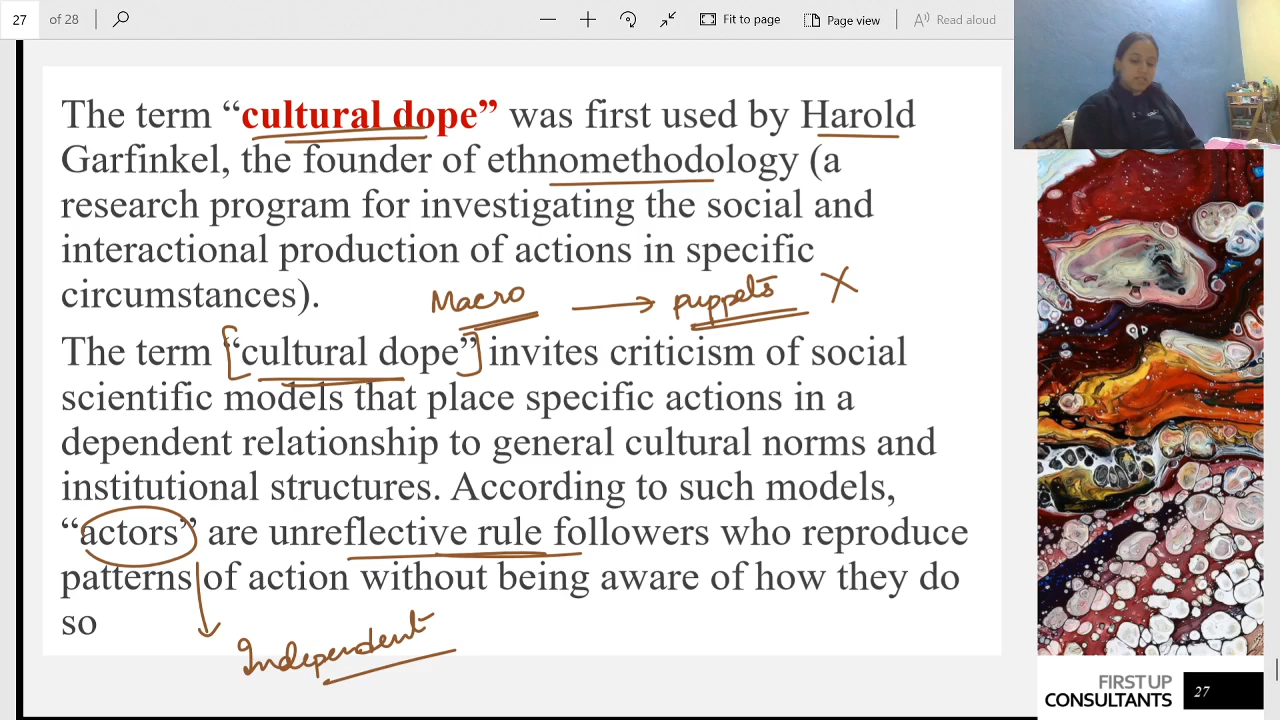 27 of 28 Fit to page Page view Read aloud
The term “cultural dope” was first used by Harold
Garfinkel, the founder of ethnomethodology (a
research program for investigating the social and
interactional production of actions in specific
circumstances).
Macro → puppets X
The term [“cultural dope”] invites criticism of social
scientific models that place specific actions in a
dependent relationship to general cultural norms and
institutional structures. According to such models,
“actors” are unreflective rule followers who reproduce
patterns of action without being aware of how they do
so
Independent
FIRST UP
CONSULTANTS
27